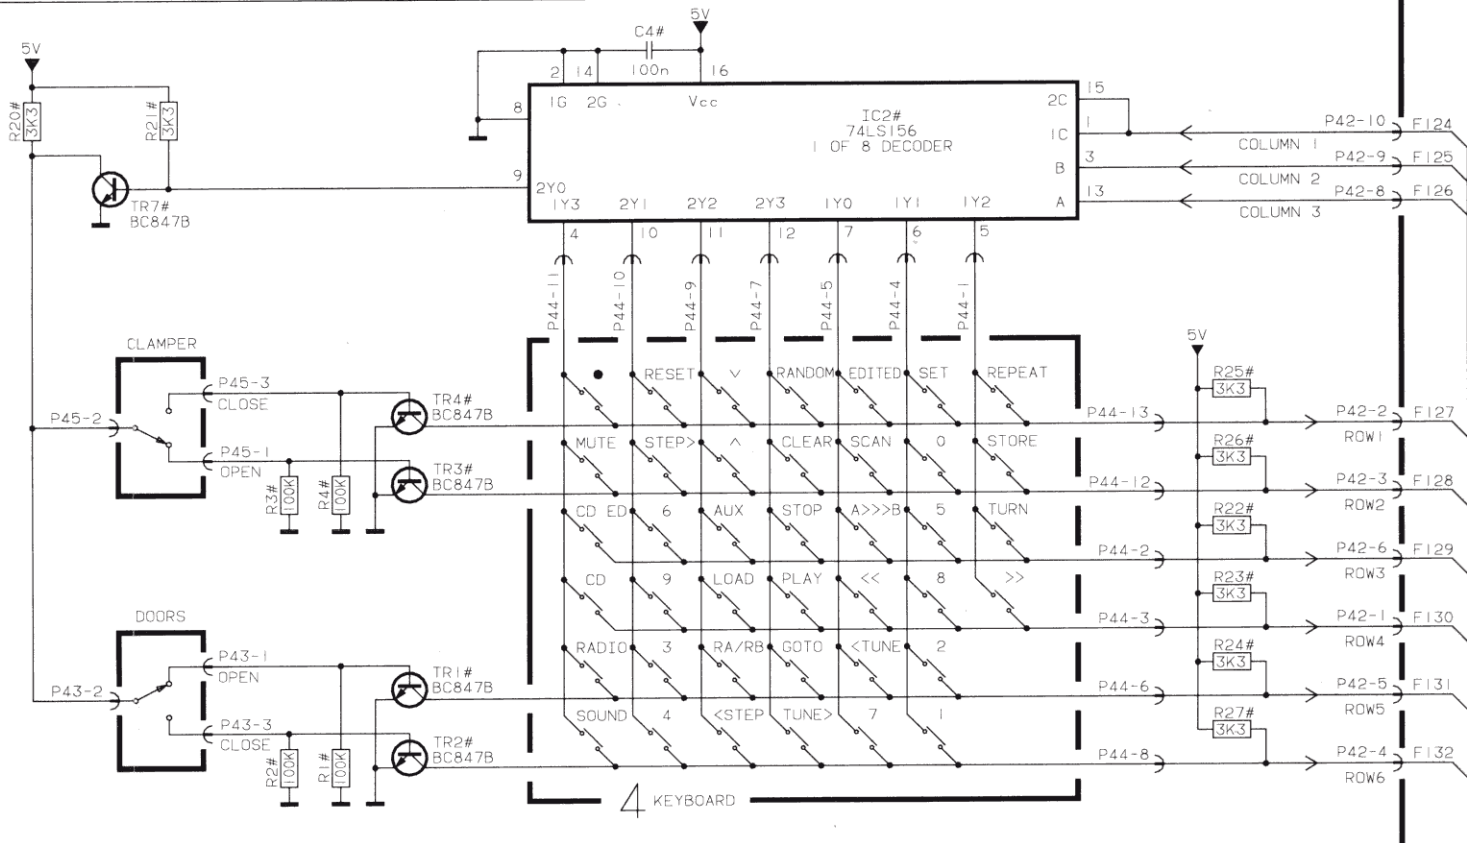 5V
C4#
100n
5V
2 14 16
1G 2G Vcc
8
IC2#
74LS156
1 OF 8 DECODER
2C 15
1C 1
B 3
A 13
COLUMN 1 P42-10 F124
COLUMN 2 P42-9 F125
COLUMN 3 P42-8 F126
R20# 3K3
R21# 3K3
TR7#
BC847B
9
2Y0
1Y3 2Y1 2Y2 2Y3 1Y0 1Y1 1Y2
4 10 11 12 7 6 5
P44-11 P44-10 P44-9 P44-7 P44-5 P44-4 P44-1
CLAMPER
P45-3
CLOSE
P45-2
P45-1
OPEN
R3# 100K
R4# 100K
TR4#
BC847B
TR3#
BC847B
● RESET ∨ RANDOM EDITED SET REPEAT
MUTE STEP> ∧ CLEAR SCAN 0 STORE
CD ED 6 AUX STOP A>>>B 5 TURN
CD 9 LOAD PLAY << 8 >>
RADIO 3 RA/RB GOTO <TUNE 2
SOUND 4 <STEP TUNE> 7 1
4 KEYBOARD
DOORS
P43-1
OPEN
P43-2
P43-3
CLOSE
R2# 100K
R1# 100K
TR1#
BC847B
TR2#
BC847B
5V
P44-13 R25# 3K3 P42-2 F127
ROW1
P44-12 R26# 3K3 P42-3 F128
ROW2
P44-2 R22# 3K3 P42-6 F129
ROW3
P44-3 R23# 3K3 P42-1 F130
ROW4
P44-6 R24# 3K3 P42-5 F131
ROW5
P44-8 R27# 3K3 P42-4 F132
ROW6